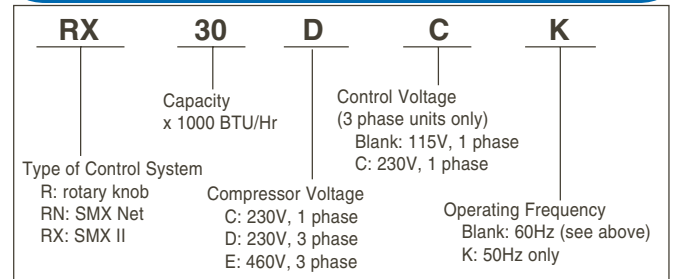 RX 30 D C K
Capacity
x 1000 BTU/Hr
Control Voltage
(3 phase units only)
Blank: 115V, 1 phase
C: 230V, 1 phase
Type of Control System
R: rotary knob
RN: SMX Net
RX: SMX II
Compressor Voltage
C: 230V, 1 phase
D: 230V, 3 phase
E: 460V, 3 phase
Operating Frequency
Blank: 60Hz (see above)
K: 50Hz only